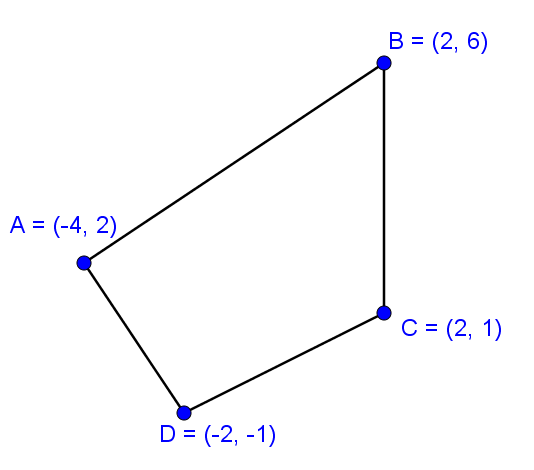 B = (2, 6)
A = (-4, 2)
C = (2, 1)
D = (-2, -1)